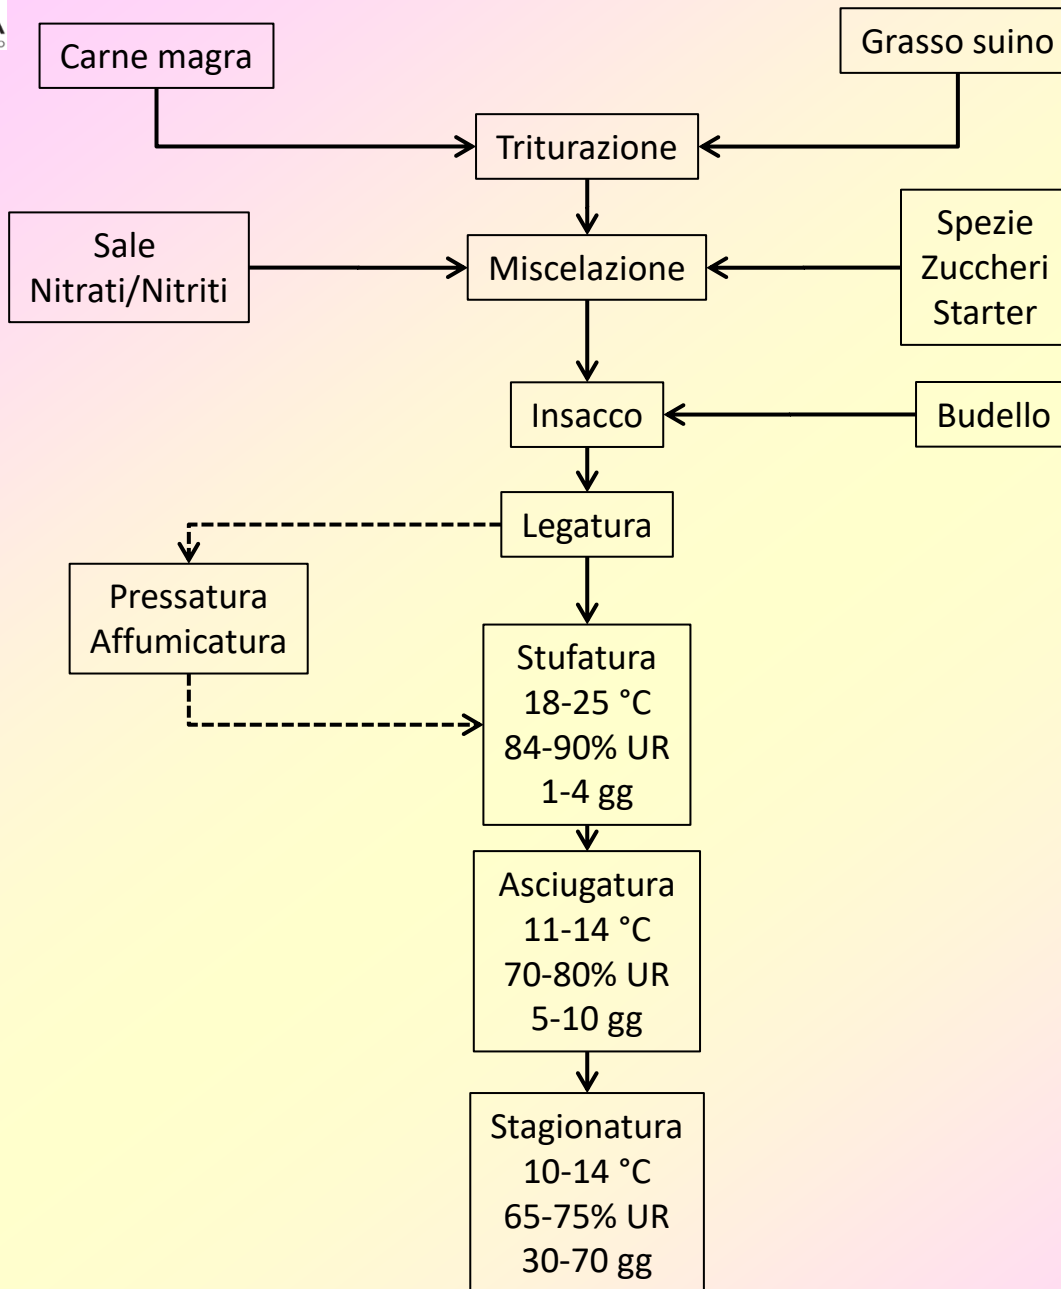 Carne magra
Grasso suino
Triturazione
Sale
Nitrati/Nitriti
Miscelazione
Spezie
Zuccheri
Starter
Insacco
Budello
Legatura
Pressatura
Affumicatura
Stufatura
18-25 °C
84-90% UR
1-4 gg
Asciugatura
11-14 °C
70-80% UR
5-10 gg
Stagionatura
10-14 °C
65-75% UR
30-70 gg